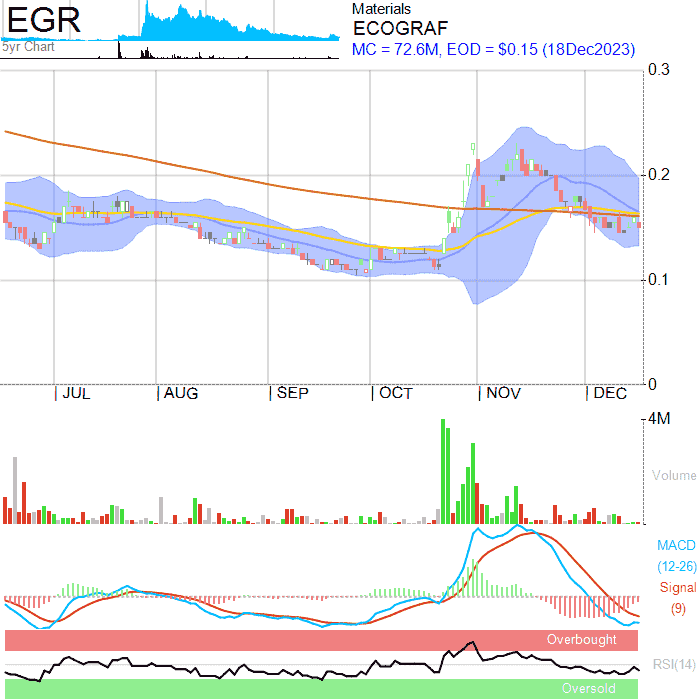 EGR
5yr Chart
Materials
ECOGRAF
MC = 72.6M, EOD = $0.15 (18Dec2023)
0.3
0.2
0.1
0
| JUL | AUG | SEP | OCT | NOV | DEC
4M
Volume
MACD
(12-26)
Signal
(9)
Overbought
RSI(14)
Oversold